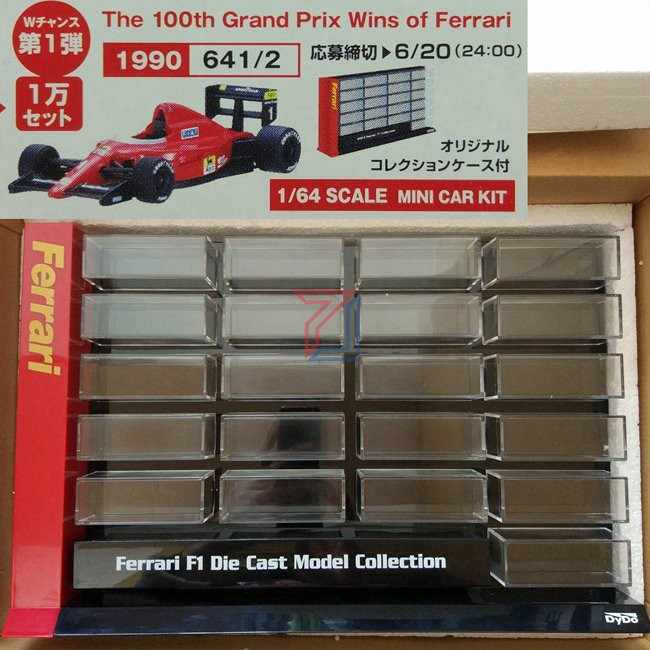 Wチャンス
第1弾
1万
セット
The 100th Grand Prix Wins of Ferrari
1990 641/2
応募締切▶6/20(24:00)
Ferrari
オリジナル
コレクションケース付
1/64 SCALE MINI CAR KIT
Ferrari
Ferrari F1 Die Cast Model Collection
DyDo